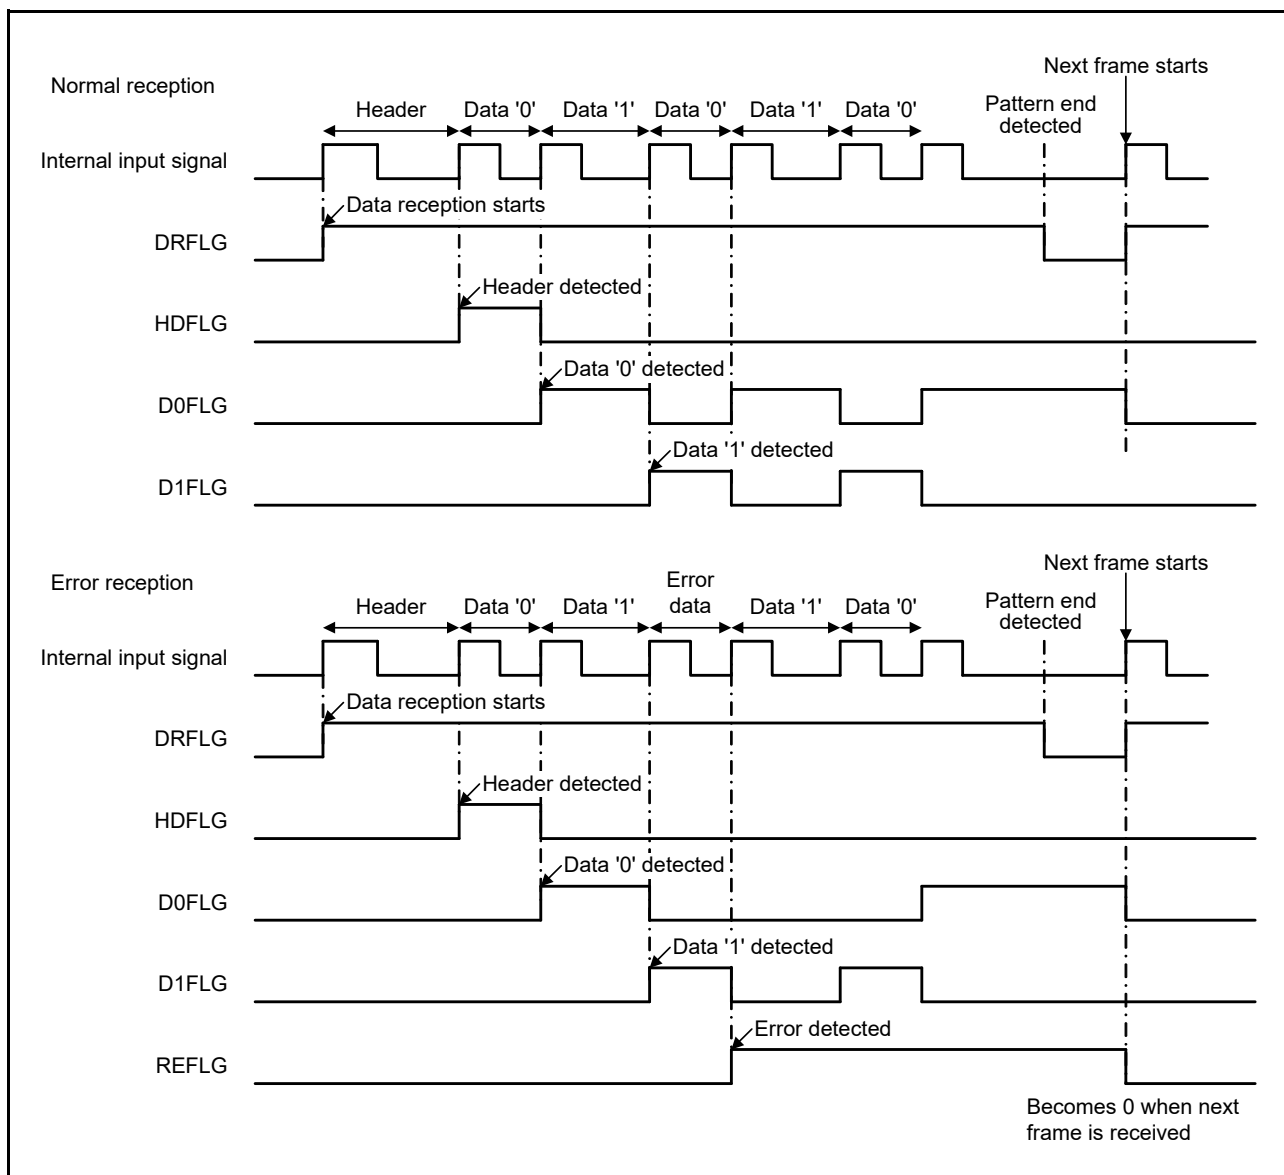 Next frame starts
Normal reception
Pattern end
detected
Header
Data '0'
Data '1'
Data '0'
Data '1'
Data '0'
Internal input signal
Data reception starts
DRFLG
Header detected
HDFLG
Data '0' detected
D0FLG
Data '1' detected
D1FLG
Next frame starts
Error reception
Error
data
Pattern end
detected
Header
Data '0'
Data '1'
Data '1'
Data '0'
Internal input signal
Data reception starts
DRFLG
Header detected
HDFLG
Data '0' detected
D0FLG
Data '1' detected
D1FLG
Error detected
REFLG
Becomes 0 when next
frame is received